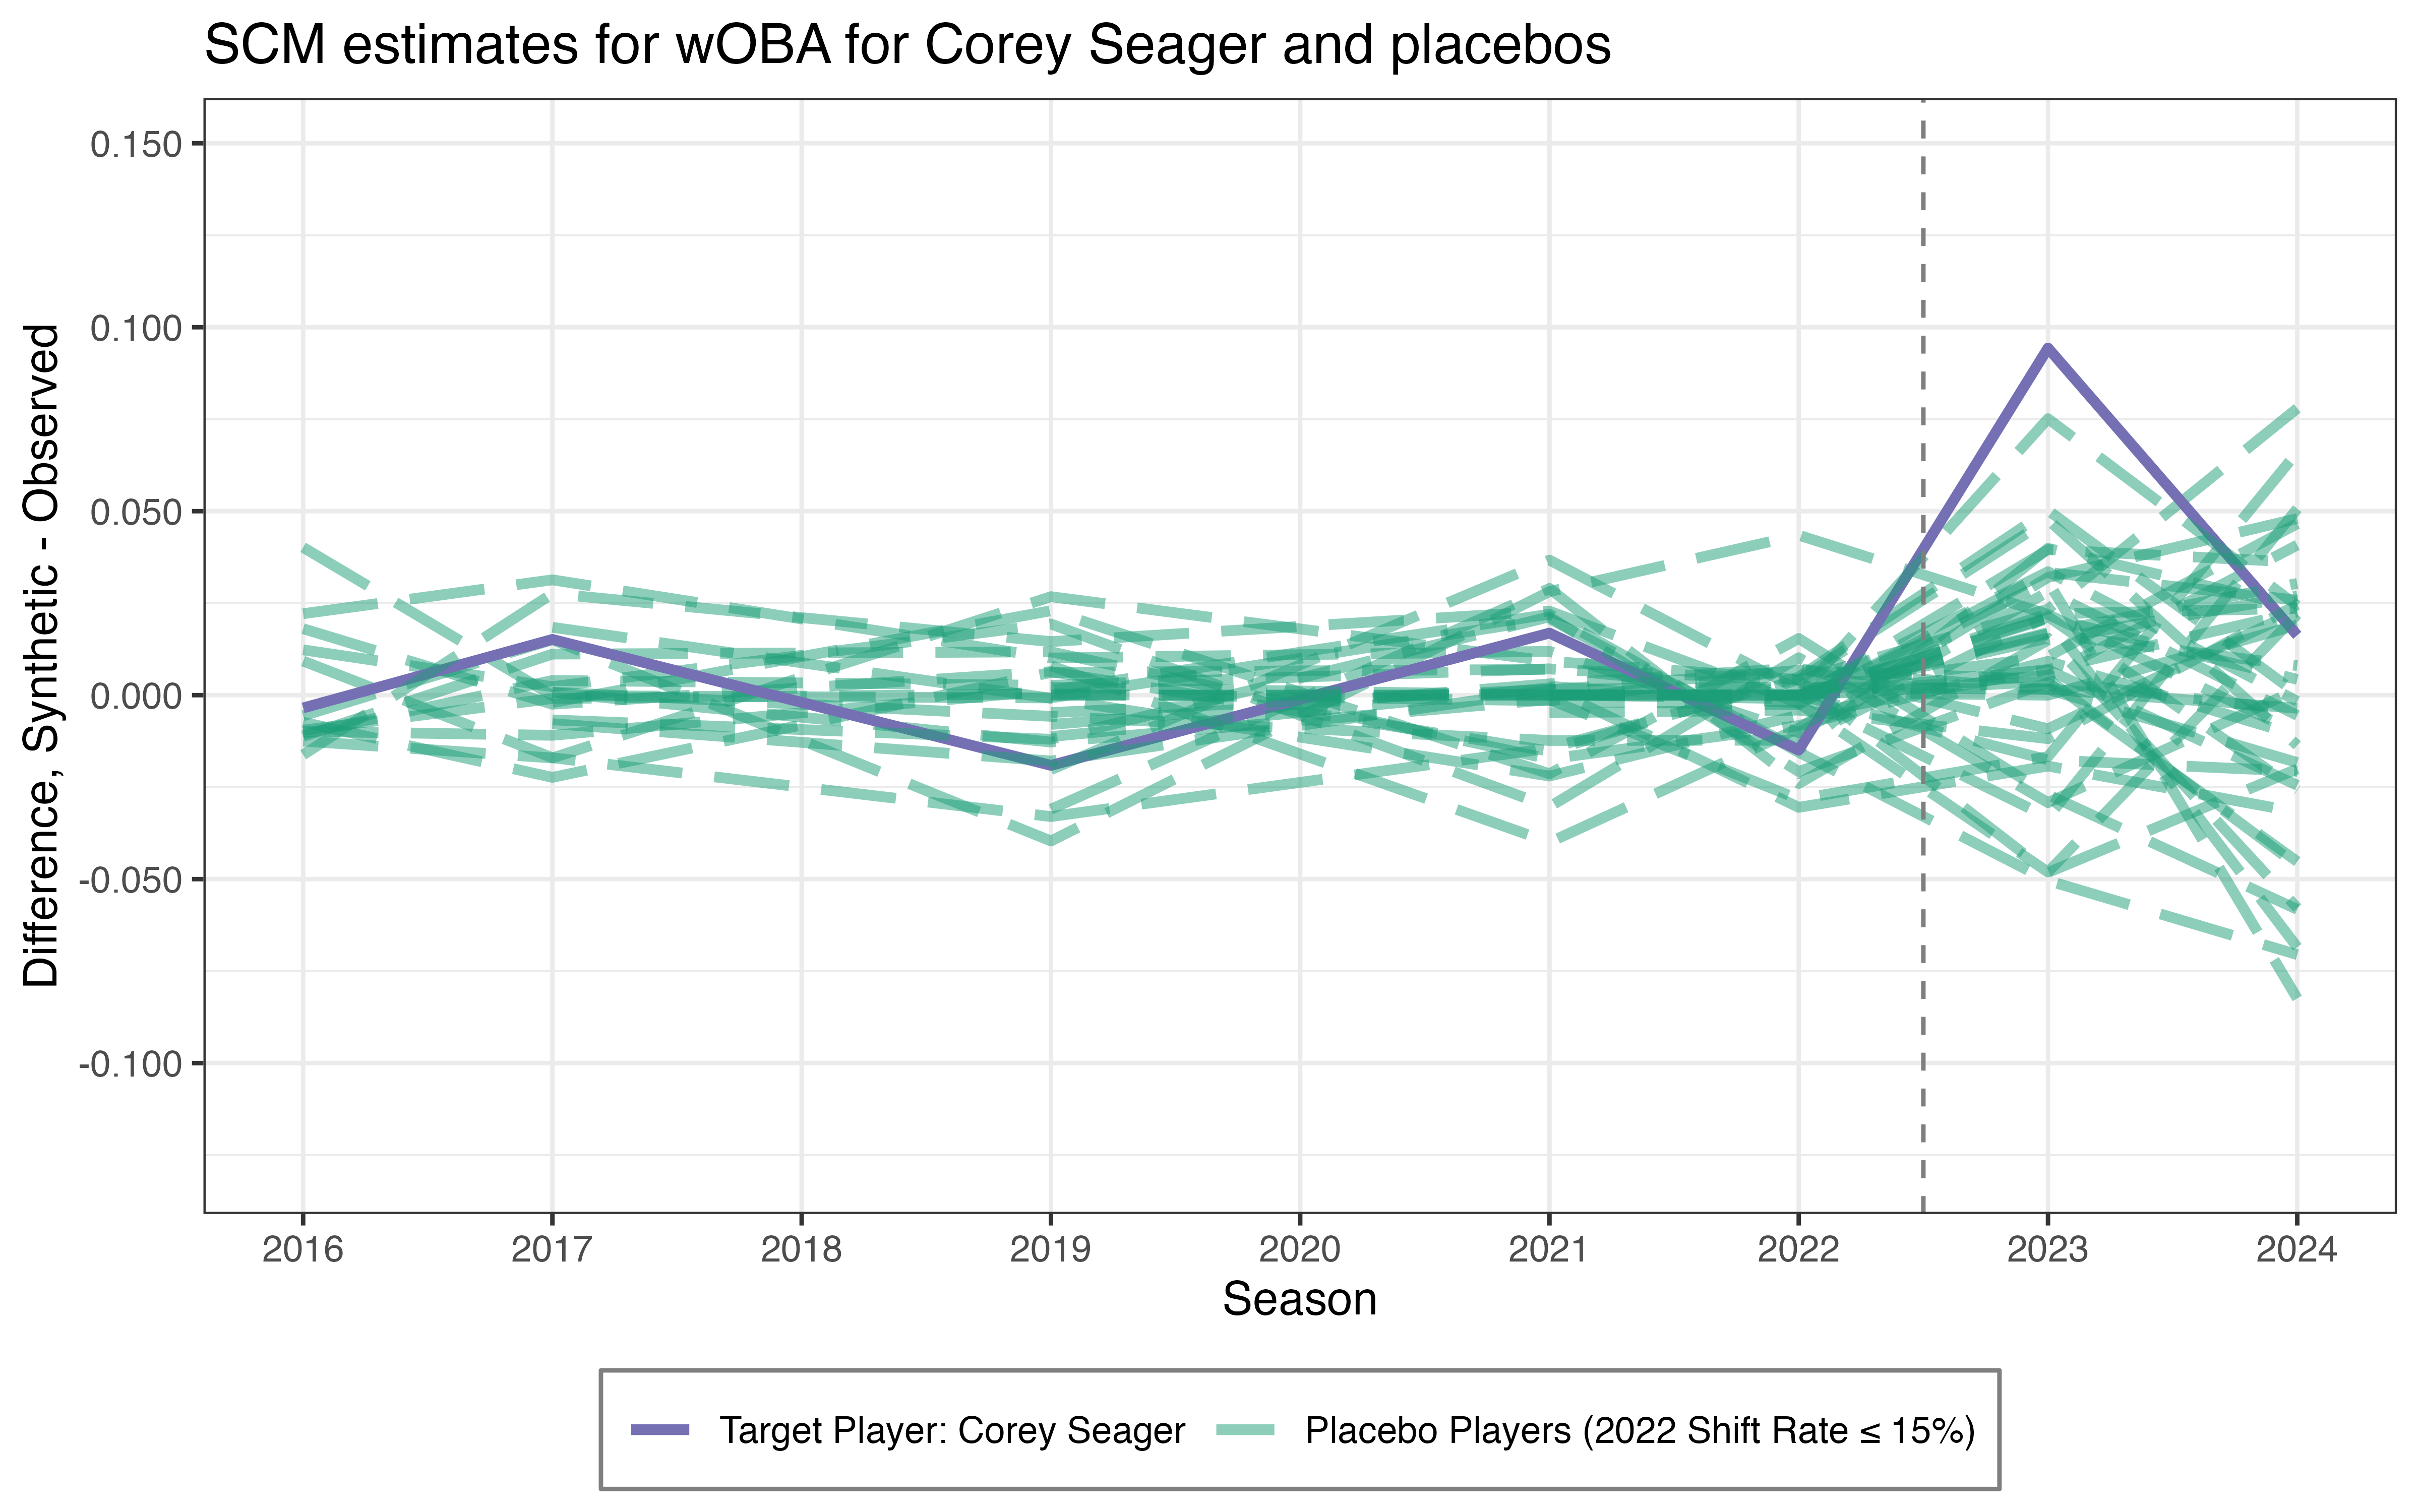 SCM estimates for wOBA for Corey Seager and placebos
Difference, Synthetic - Observed
0.150
0.100
0.050
0.000
-0.050
-0.100
2016 2017 2018 2019 2020 2021 2022 2023 2024
Season
Target Player: Corey Seager Placebo Players (2022 Shift Rate ≤ 15%)